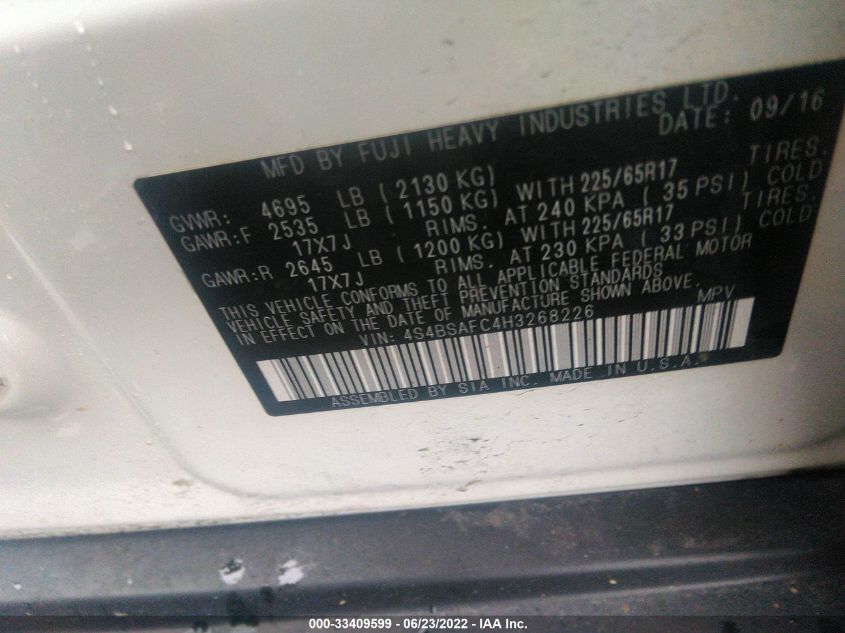 MFD BY FUJI HEAVY INDUSTRIES LTD.
DATE: 09/16
GVWR: 4695 LB (2130 KG)
GAWR:F 2535 LB (1150 KG) WITH 225/65R17 TIRES.
17X7J RIMS. AT 240 KPA (35 PSI) COLD
GAWR:R 2645 LB (1200 KG) WITH 225/65R17 TIRES.
17X7J RIMS. AT 230 KPA (33 PSI) COLD
THIS VEHICLE CONFORMS TO ALL APPLICABLE FEDERAL MOTOR
VEHICLE SAFETY AND THEFT PREVENTION STANDARDS
IN EFFECT ON THE DATE OF MANUFACTURE SHOWN ABOVE.
VIN: 4S4BSAFC4H3268226 MPV
ASSEMBLED BY SIA INC. MADE IN U.S.A.
000-33409599 - 06/23/2022 - IAA Inc.